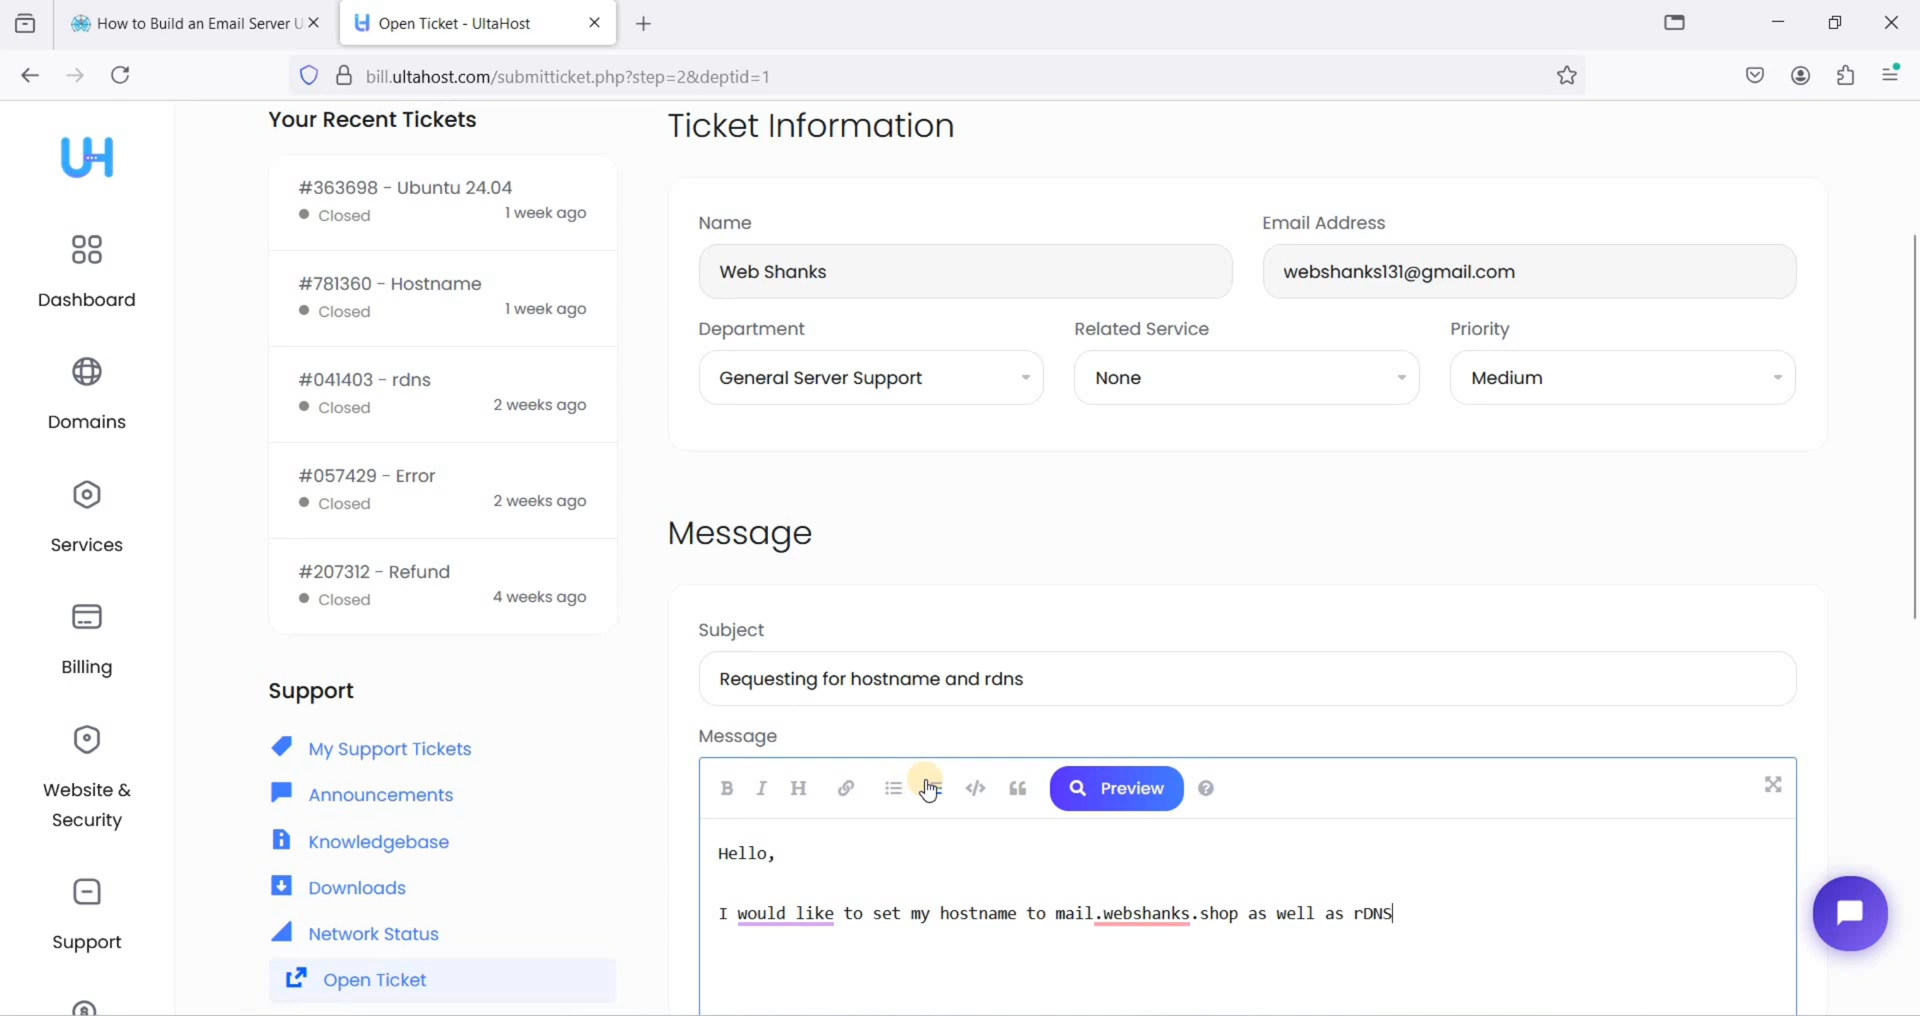 How to Build an Email Server U
Open Ticket - UltaHost
bill.ultahost.com/submitticket.php?step=2&deptid=1
UH
Dashboard
Domains
Services
Billing
Website &
Security
Support
Your Recent Tickets
#363698 - Ubuntu 24.04
Closed
1 week ago
#781360 - Hostname
Closed
1 week ago
#041403 - rdns
Closed
2 weeks ago
#057429 - Error
Closed
2 weeks ago
#207312 - Refund
Closed
4 weeks ago
Support
My Support Tickets
Announcements
Knowledgebase
Downloads
Network Status
Open Ticket
Ticket Information
Name
Email Address
Web Shanks
webshanks131@gmail.com
Department
Related Service
Priority
General Server Support
None
Medium
Message
Subject
Requesting for hostname and rdns
Message
B I H Preview
Hello,
I would like to set my hostname to mail.webshanks.shop as well as rDNS